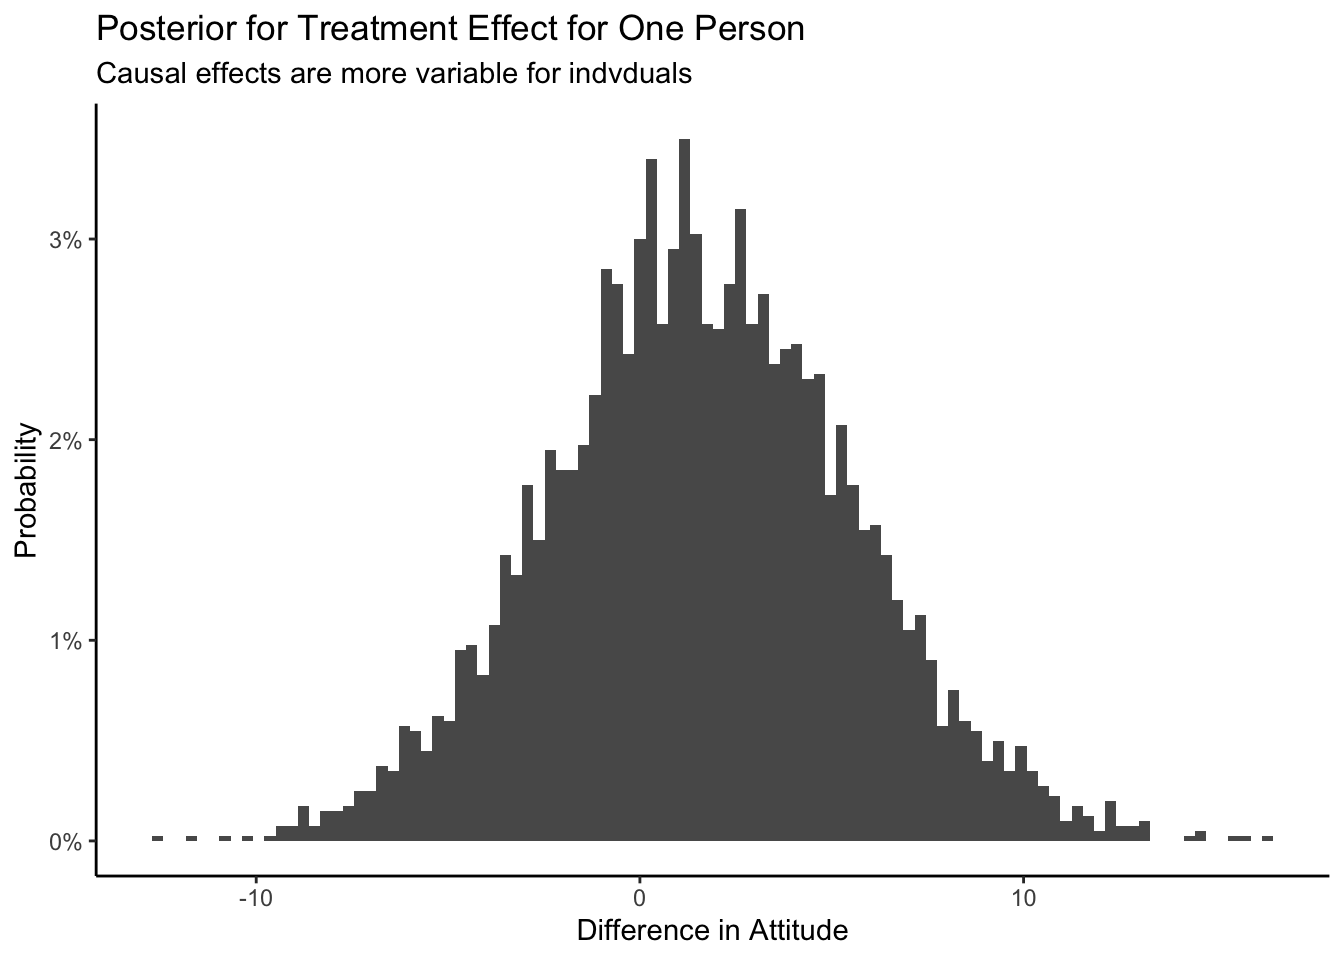 Posterior for Treatment Effect for One Person
Causal effects are more variable for indvduals
Probability
3%
2%
1%
0%
-10
0
10
Difference in Attitude